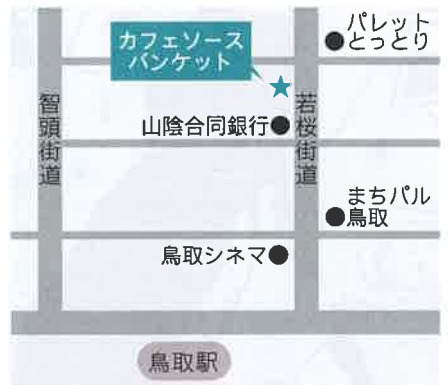 パレット
とっとり
カフェソース
バンケット
智頭街道
若桜街道
山陰合同銀行
まちパル
鳥取
鳥取シネマ
鳥取駅